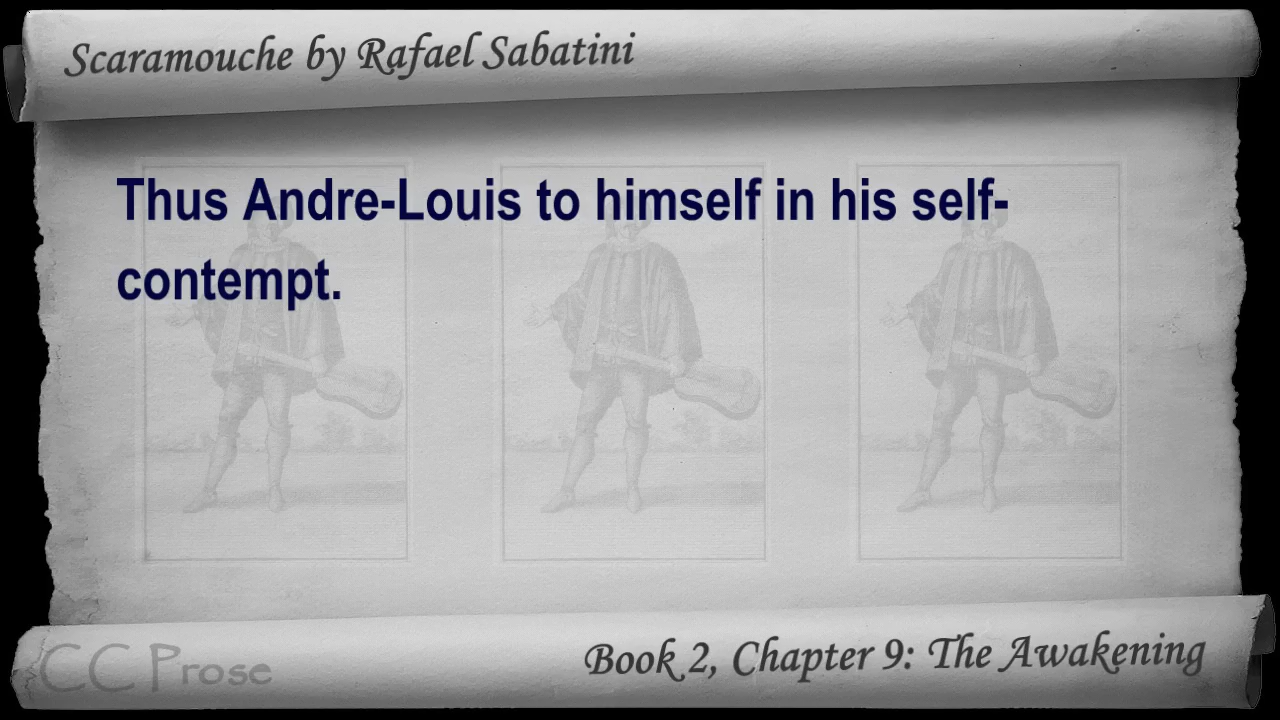 Scaramouche by Rafael Sabatini
Thus Andre-Louis to himself in his self-
contempt.
CC Prose
Book 2, Chapter 9: The Awakening